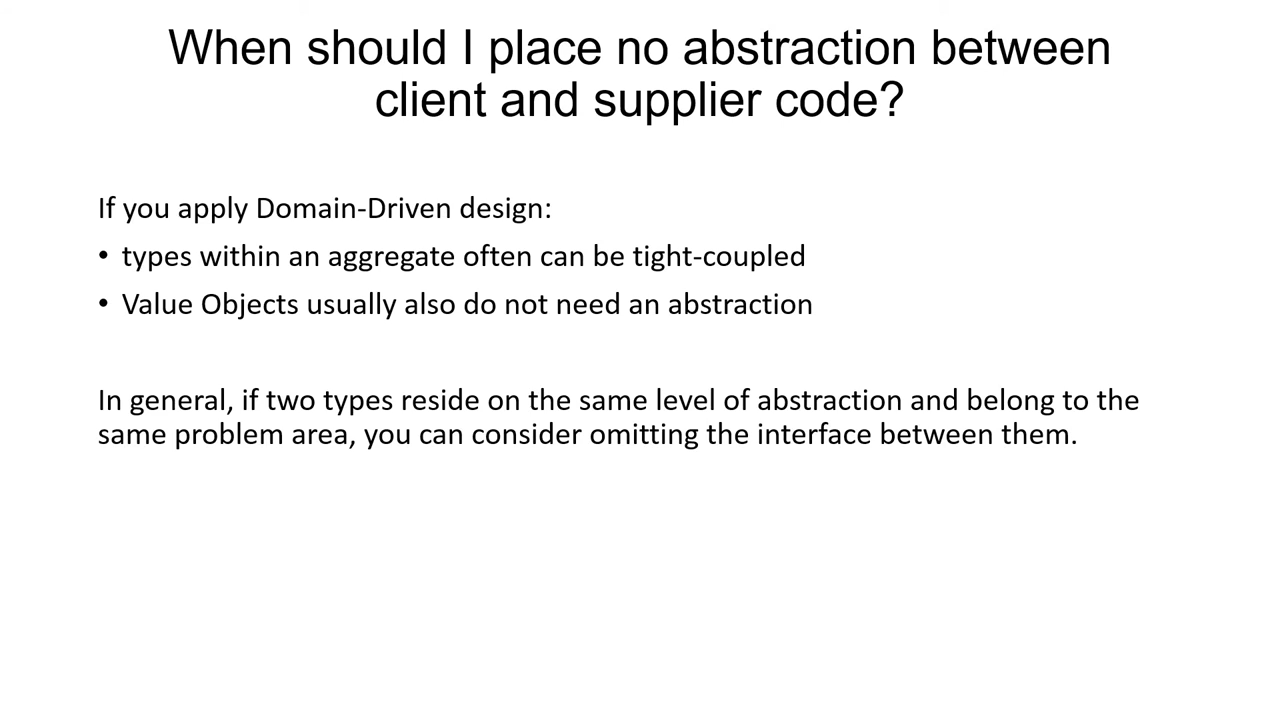 When should I place no abstraction between
client and supplier code?
If you apply Domain-Driven design:
• types within an aggregate often can be tight-coupled
• Value Objects usually also do not need an abstraction
In general, if two types reside on the same level of abstraction and belong to the
same problem area, you can consider omitting the interface between them.